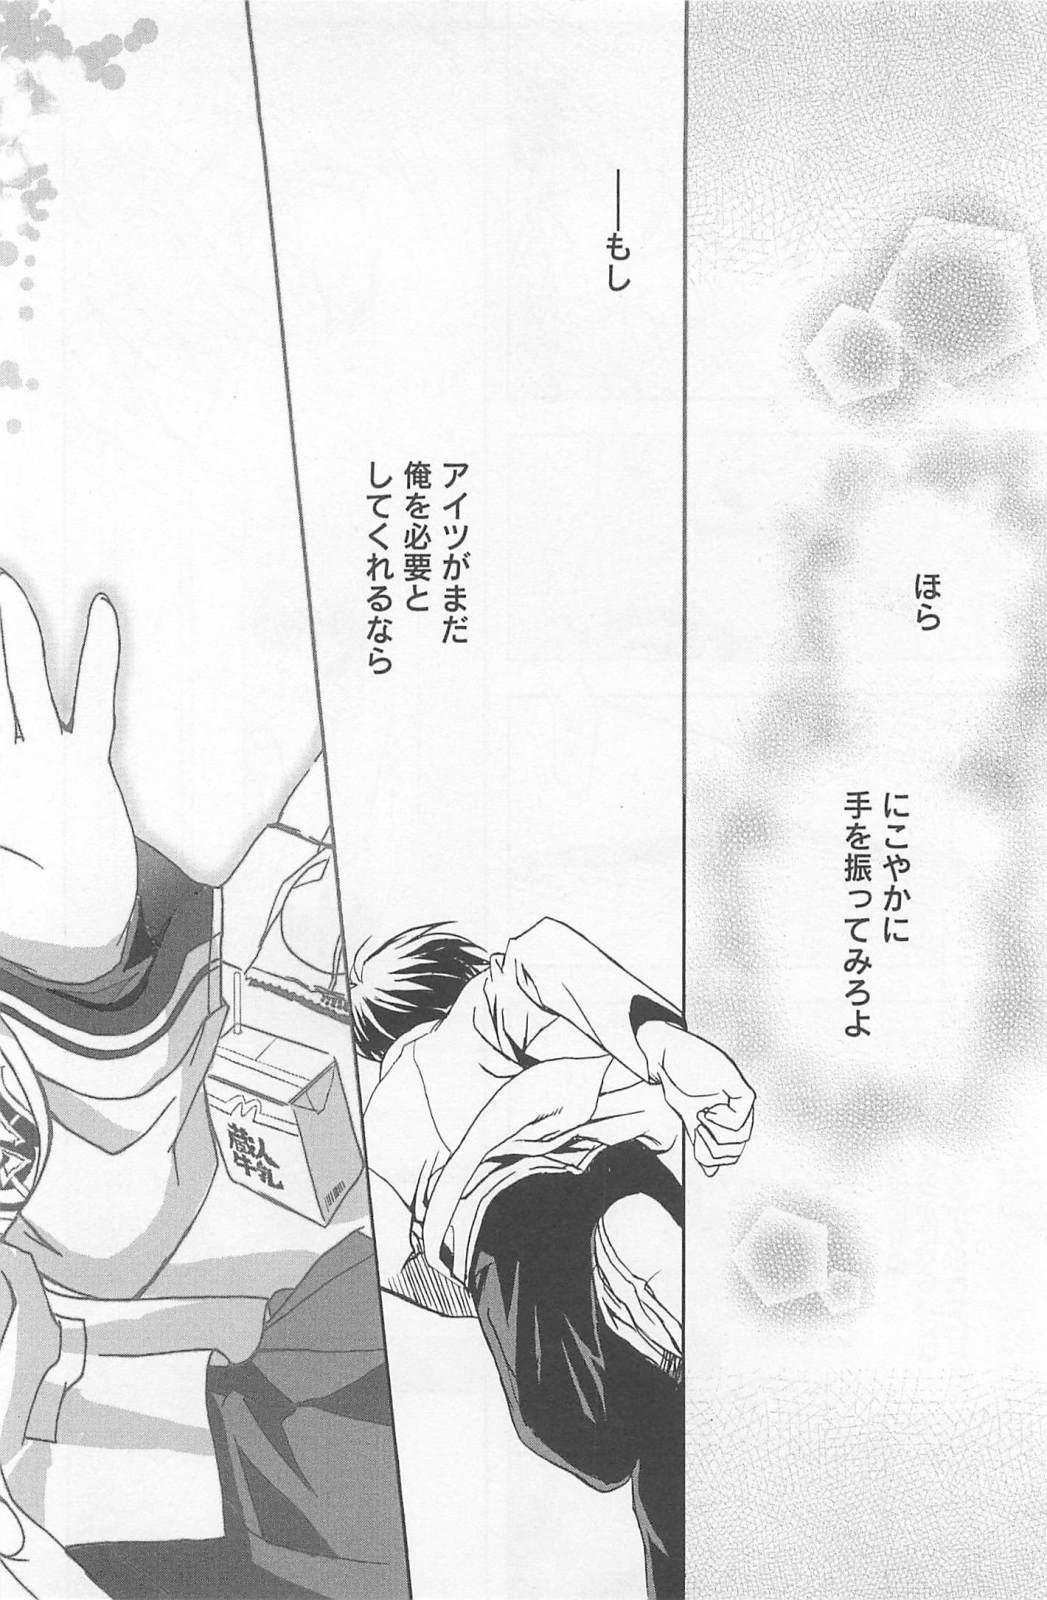 ほら
にこやかに
手を振ってみろよ
──もし
アイツがまだ
俺を必要と
してくれるなら
蔵人
牛乳